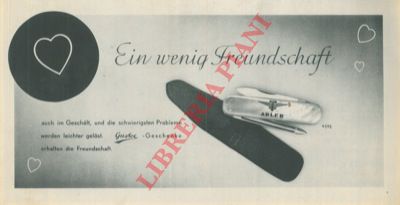 Ein wenig Freundschaft
auch im Geschäft, und die schwierigsten Probleme
werden leichter gelöst. Gustoc -Geschenke
erhalten die Freundschaft.
ADLER
LIBRERIA PIANI